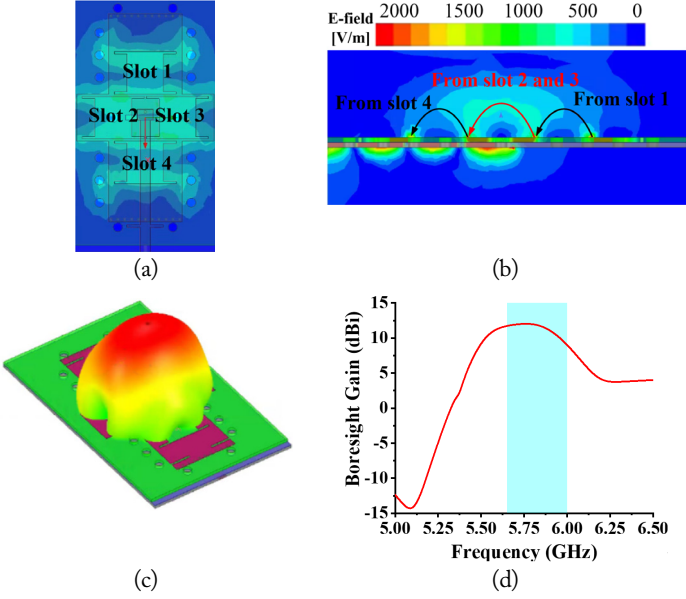 Slot 1
Slot 2 Slot 3
Slot 4
(a)
E-field
[V/m]
2000 1500 1000 500 0
From slot 2 and 3
From slot 4 From slot 1
(b)
(c)
Boresight Gain (dBi)
15
10
5
0
-5
-10
-15
5.00 5.25 5.50 5.75 6.00 6.25 6.50
Frequency (GHz)
(d)